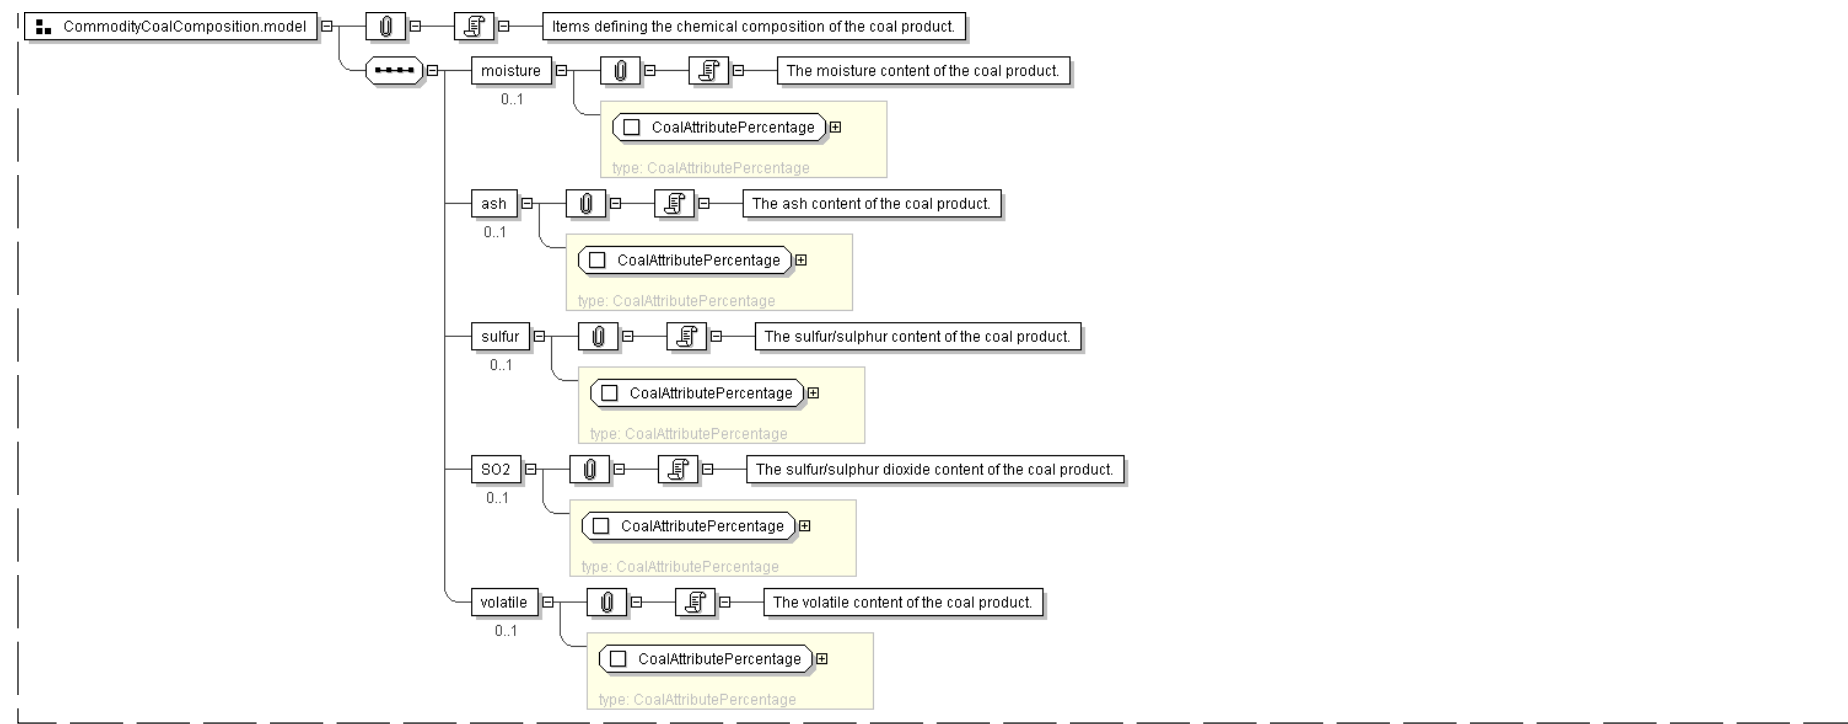 CommodityCoalComposition.model
Items defining the chemical composition of the coal product.
moisture
The moisture content of the coal product.
0..1
CoalAttributePercentage
type: CoalAttributePercentage
ash
The ash content of the coal product.
0..1
CoalAttributePercentage
type: CoalAttributePercentage
sulfur
The sulfur/sulphur content of the coal product.
0..1
CoalAttributePercentage
type: CoalAttributePercentage
SO2
The sulfur/sulphur dioxide content of the coal product.
0..1
CoalAttributePercentage
type: CoalAttributePercentage
volatile
The volatile content of the coal product.
0..1
CoalAttributePercentage
type: CoalAttributePercentage